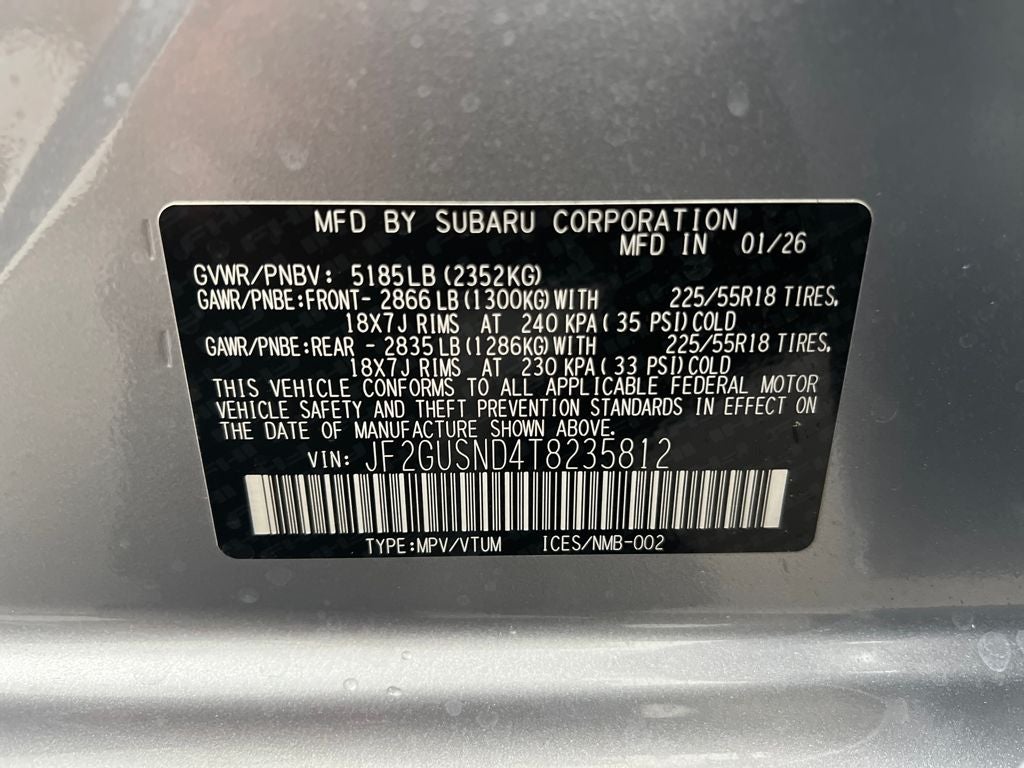 MFD BY SUBARU CORPORATION
MFD IN 01/26
GVWR/PNBV: 5185LB (2352KG)
GAWR/PNBE:FRONT- 2866 LB (1300KG) WITH 225/55R18 TIRES,
18X7J RIMS AT 240 KPA ( 35 PSI) COLD
GAWR/PNBE:REAR - 2835 LB (1286KG) WITH 225/55R18 TIRES,
18X7J RIMS AT 230 KPA ( 33 PSI) COLD
THIS VEHICLE CONFORMS TO ALL APPLICABLE FEDERAL MOTOR
VEHICLE SAFETY AND THEFT PREVENTION STANDARDS IN EFFECT ON
THE DATE OF MANUFACTURE SHOWN ABOVE.
VIN: JF2GUSND4T8235812
TYPE:MPV/VTUM ICES/NMB-002